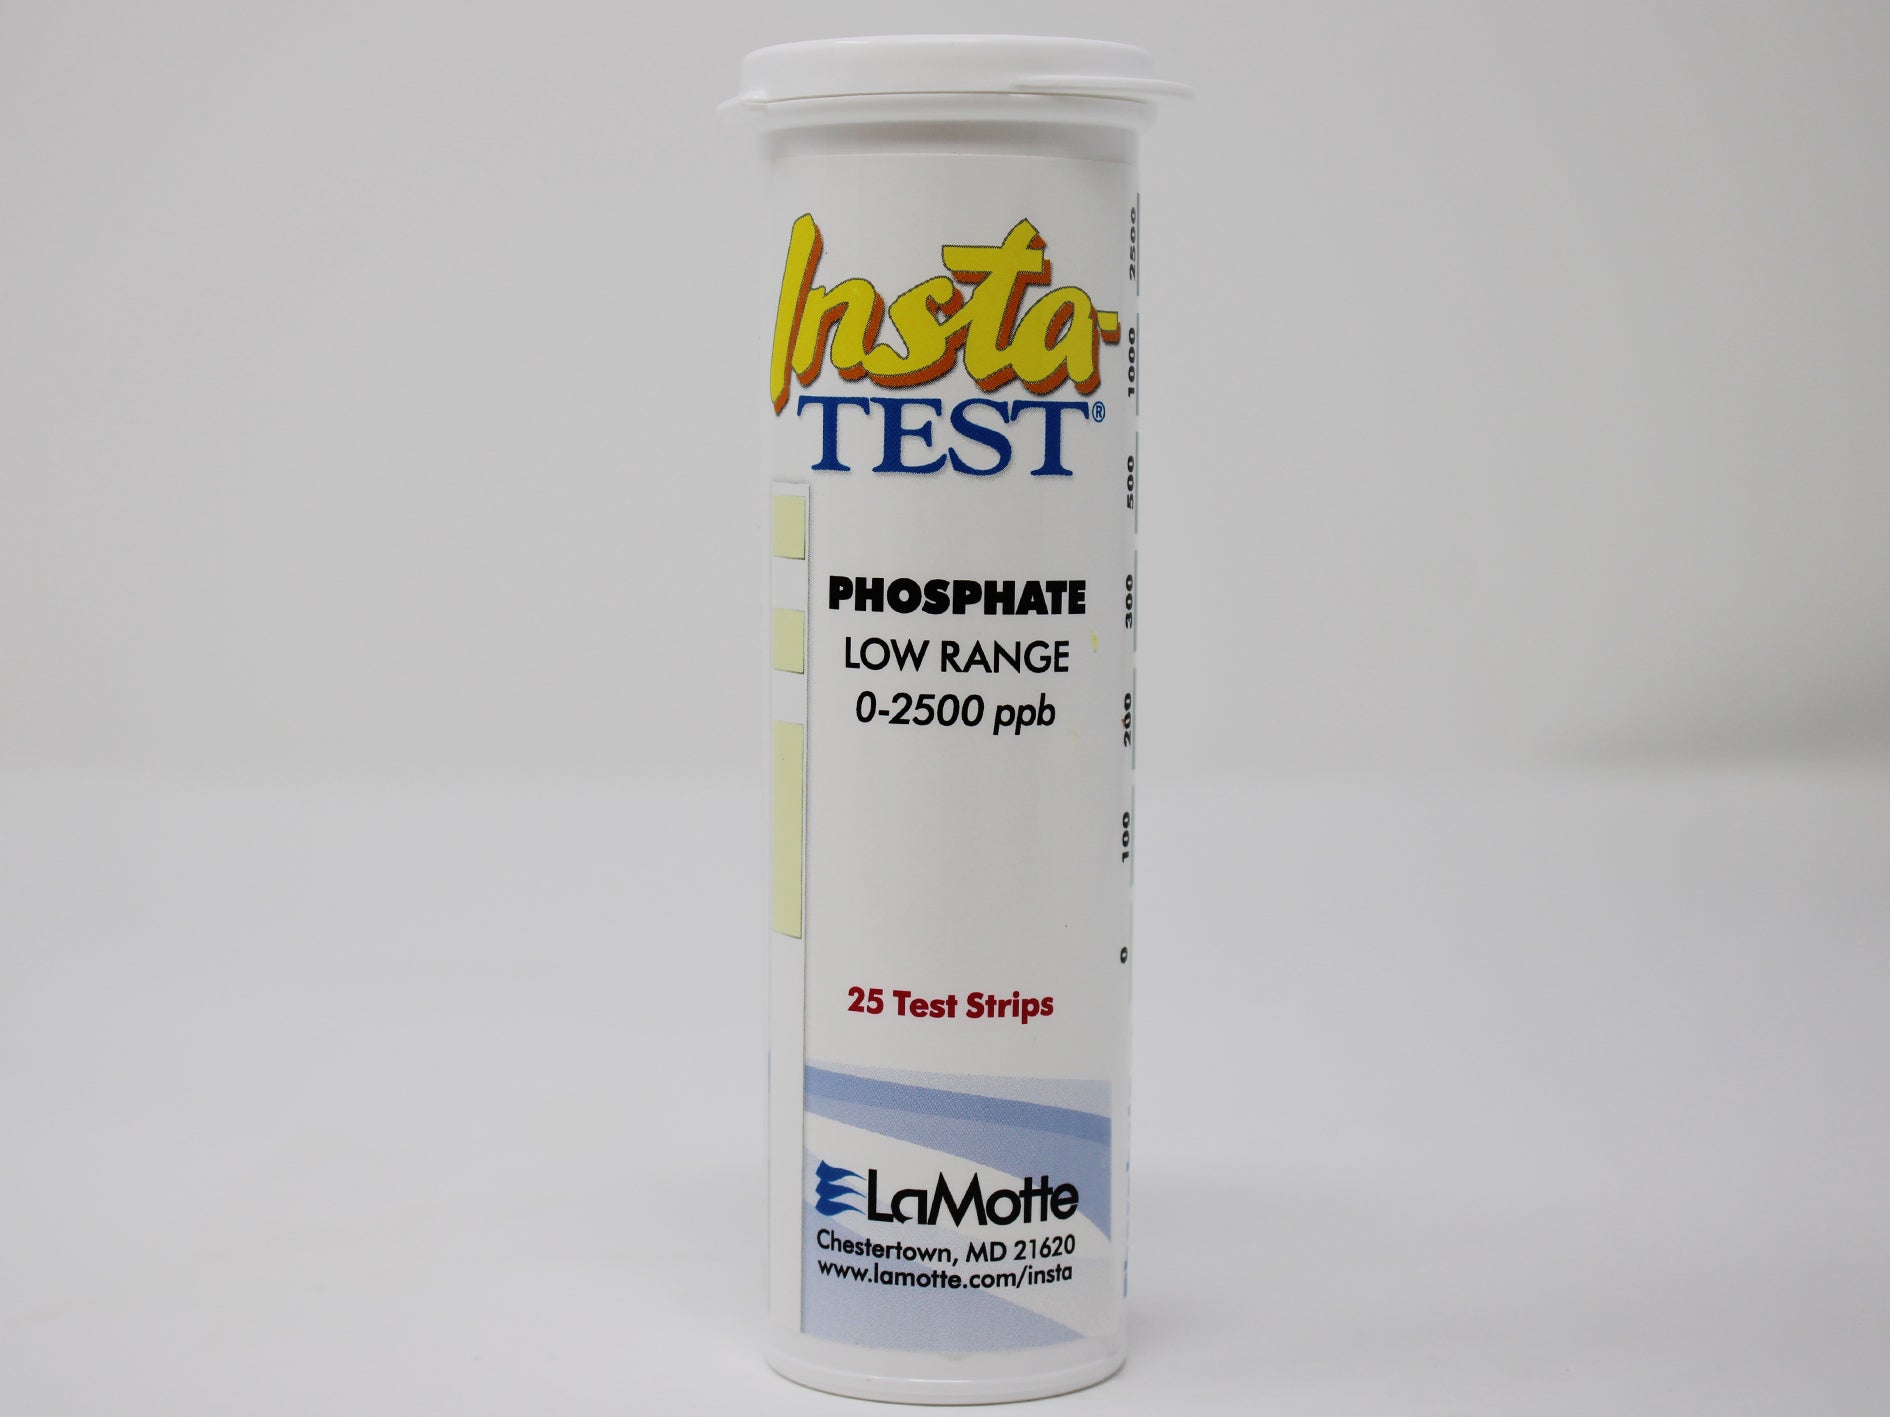 Insta-
TEST®
PHOSPHATE
LOW RANGE
0-2500 ppb
25 Test Strips
LaMotte
Chestertown, MD 21620
www.lamotte.com/insta
0 100 200 300 500 1000 2500